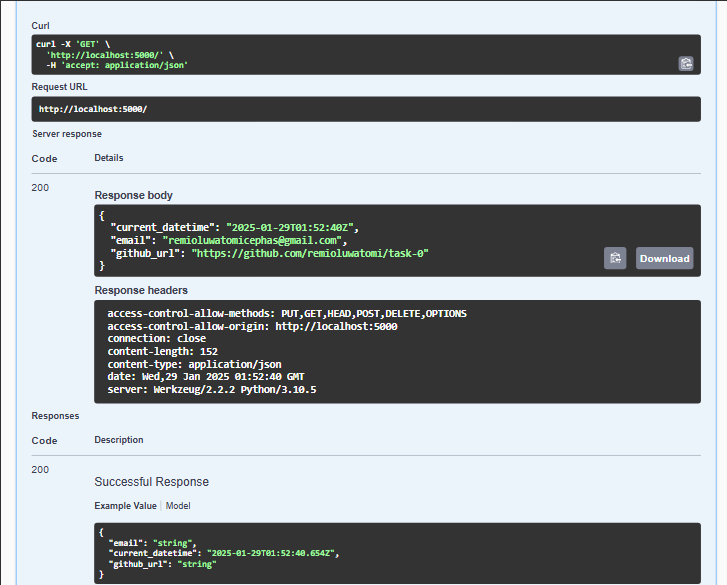 Curl
curl -X 'GET' \
'http://localhost:5000/' \
-H 'accept: application/json'
Request URL
http://localhost:5000/
Server response
Code Details
200
Response body
{
"current_datetime": "2025-01-29T01:52:40Z",
"email": "remioluwatomicephas@gmail.com",
"github_url": "https://github.com/remioluwatomi/task-0"
}
Download
Response headers
access-control-allow-methods: PUT,GET,HEAD,POST,DELETE,OPTIONS
access-control-allow-origin: http://localhost:5000
connection: close
content-length: 152
content-type: application/json
date: Wed,29 Jan 2025 01:52:40 GMT
server: Werkzeug/2.2.2 Python/3.10.5
Responses
Code Description
200
Successful Response
Example Value Model
{
"email": "string",
"current_datetime": "2025-01-29T01:52:40.654Z",
"github_url": "string"
}